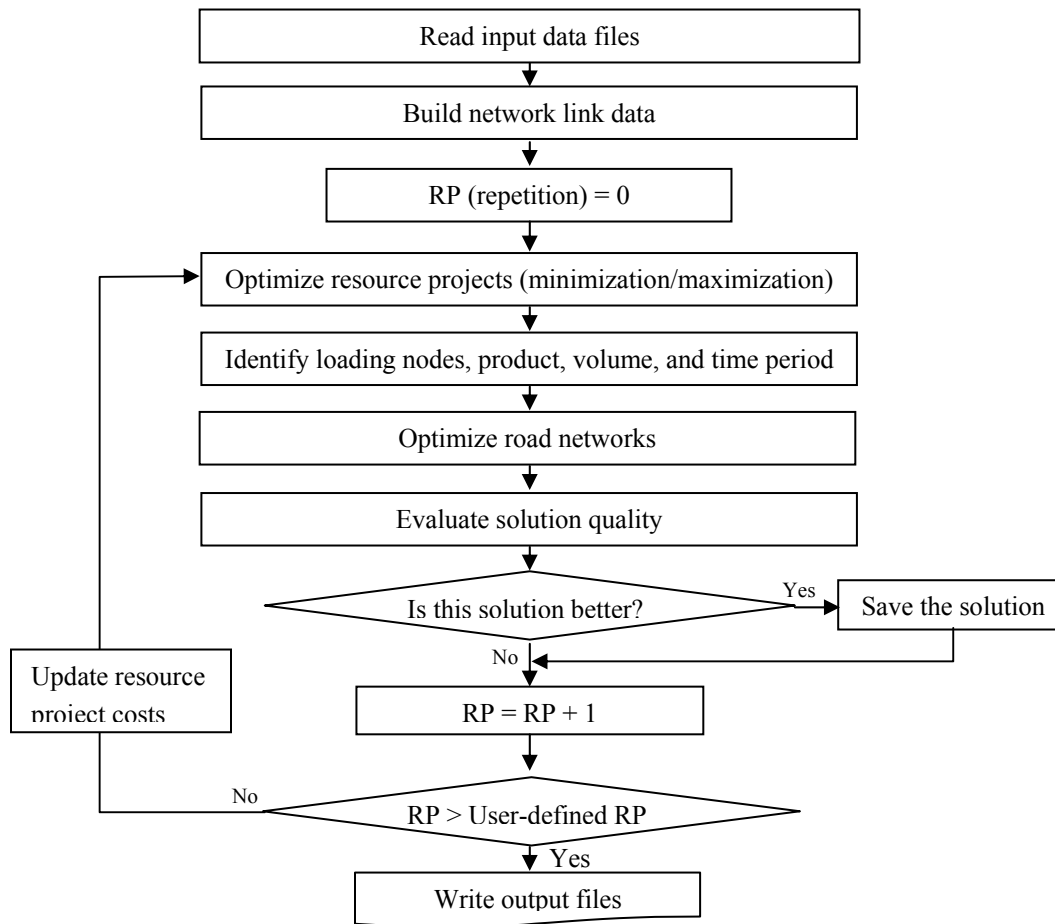 Read input data files
Build network link data
RP (repetition) = 0
Optimize resource projects (minimization/maximization)
Identify loading nodes, product, volume, and time period
Optimize road networks
Evaluate solution quality
Is this solution better?
Yes
Save the solution
No
Update resource
project costs
RP = RP + 1
No
RP > User-defined RP
Yes
Write output files